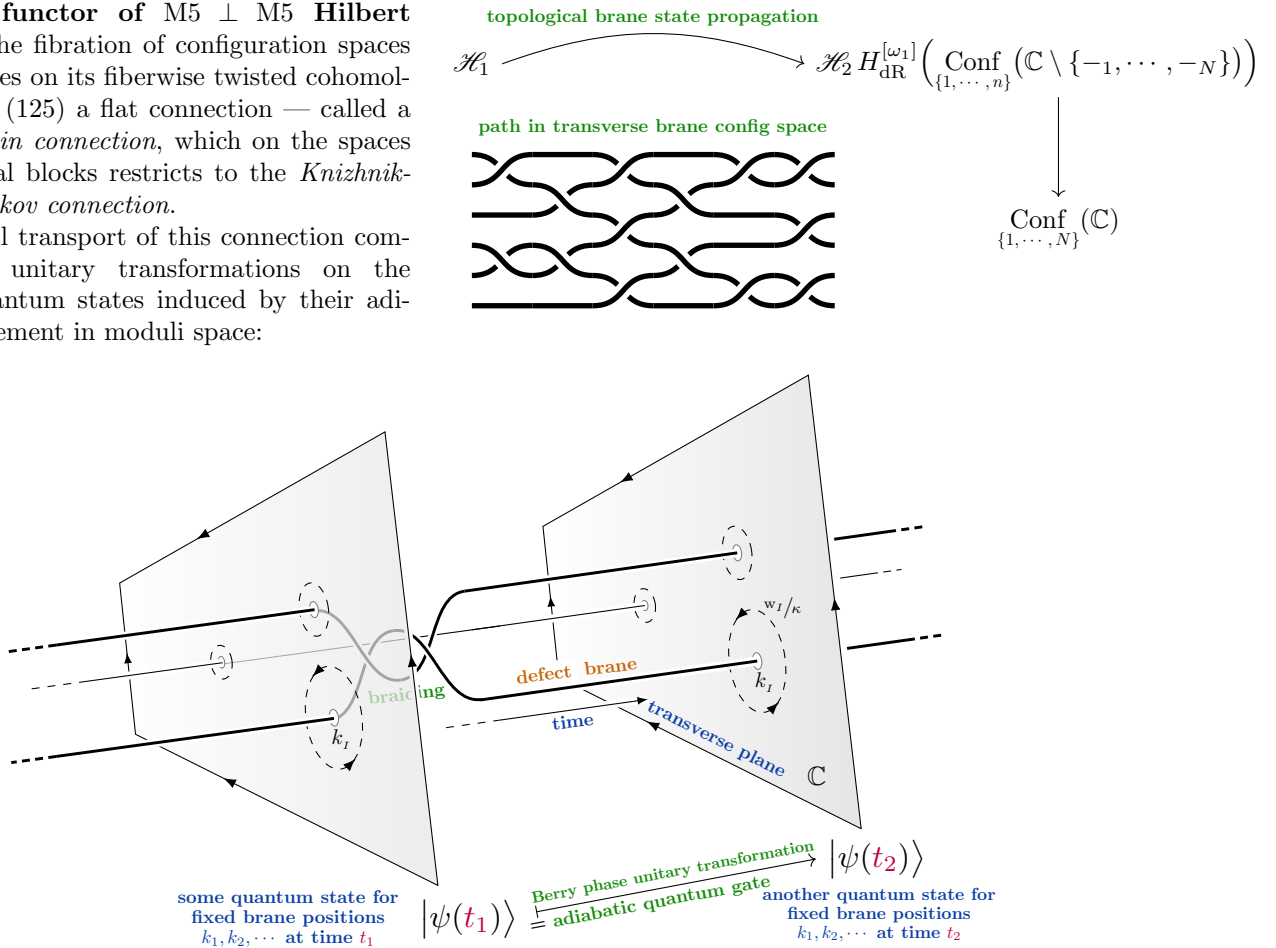 functor of M5 ⊥ M5 Hilbert
he fibration of configuration spaces
es on its fiberwise twisted cohomol-
(125) a flat connection — called a
in connection, which on the spaces
al blocks restricts to the Knizhnik-
kov connection.
l transport of this connection com-
unitary transformations on the
antum states induced by their adi-
ement in moduli space:
topological brane state propagation
ℋ₁ ℋ₂ H_dR^[ω₁](Conf_{1,⋯,n}(ℂ \ {−₁, ⋯ , −_N}))
path in transverse brane config space
Conf_{1,⋯,N}(ℂ)
w_I/κ
defect brane
k_I
braiding
time
transverse plane
k_I
ℂ
Berry phase unitary transformation
|ψ(t₂)⟩
adiabatic quantum gate
|ψ(t₁)⟩ =
some quantum state for
fixed brane positions
k₁, k₂, ⋯ at time t₁
another quantum state for
fixed brane positions
k₁, k₂, ⋯ at time t₂